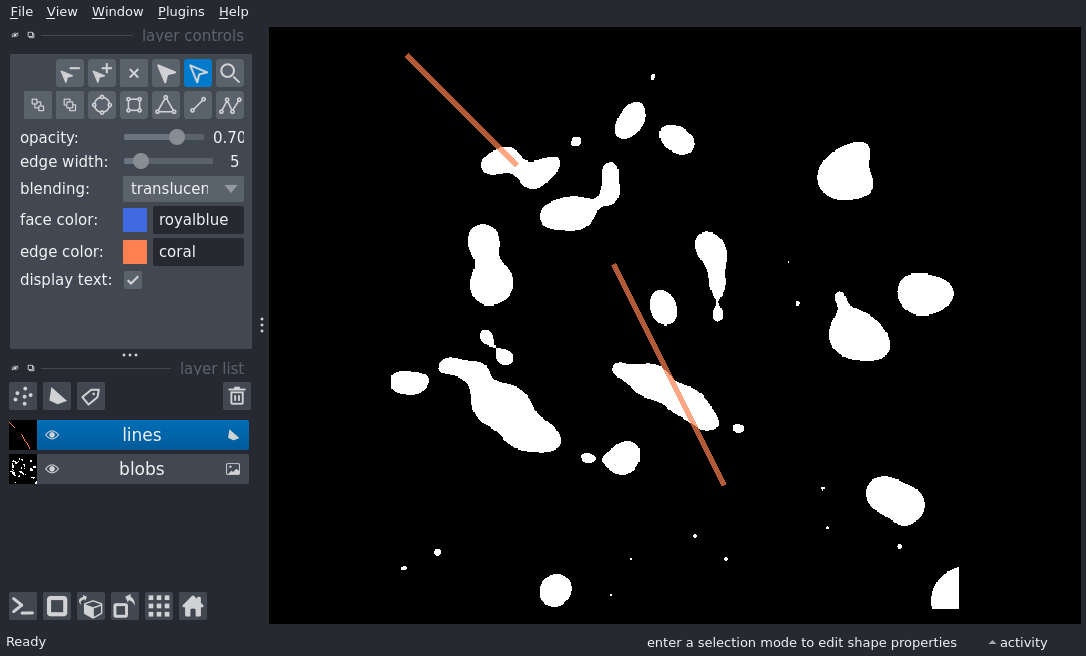 File View Window Plugins Help
layer controls
opacity: 0.70
edge width: 5
blending: translucen
face color: royalblue
edge color: coral
display text:
layer list
lines
blobs
Ready enter a selection mode to edit shape properties activity